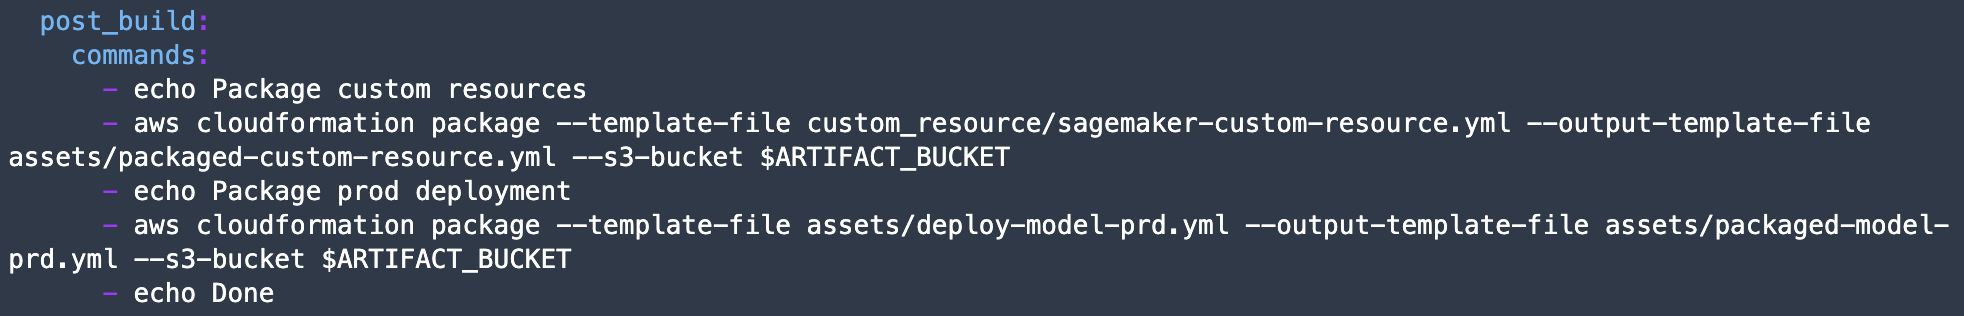 post_build:
commands:
- echo Package custom resources
- aws cloudformation package --template-file custom_resource/sagemaker-custom-resource.yml --output-template-file
assets/packaged-custom-resource.yml --s3-bucket $ARTIFACT_BUCKET
- echo Package prod deployment
- aws cloudformation package --template-file assets/deploy-model-prd.yml --output-template-file assets/packaged-model-
prd.yml --s3-bucket $ARTIFACT_BUCKET
- echo Done